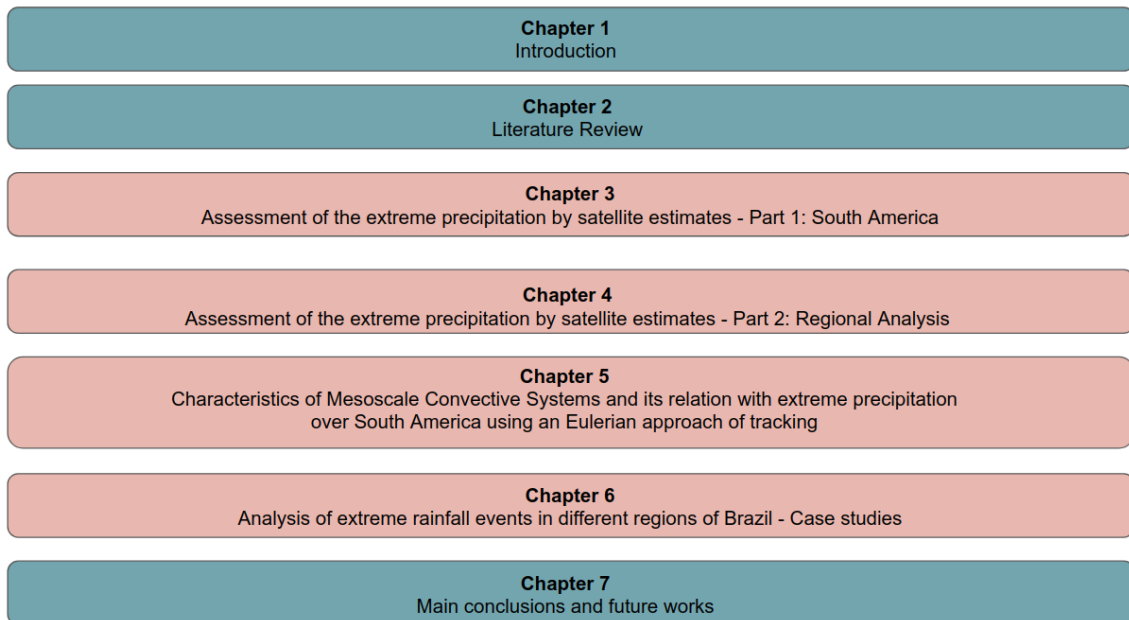 Chapter 1
Introduction
Chapter 2
Literature Review
Chapter 3
Assessment of the extreme precipitation by satellite estimates - Part 1: South America
Chapter 4
Assessment of the extreme precipitation by satellite estimates - Part 2: Regional Analysis
Chapter 5
Characteristics of Mesoscale Convective Systems and its relation with extreme precipitation
over South America using an Eulerian approach of tracking
Chapter 6
Analysis of extreme rainfall events in different regions of Brazil - Case studies
Chapter 7
Main conclusions and future works